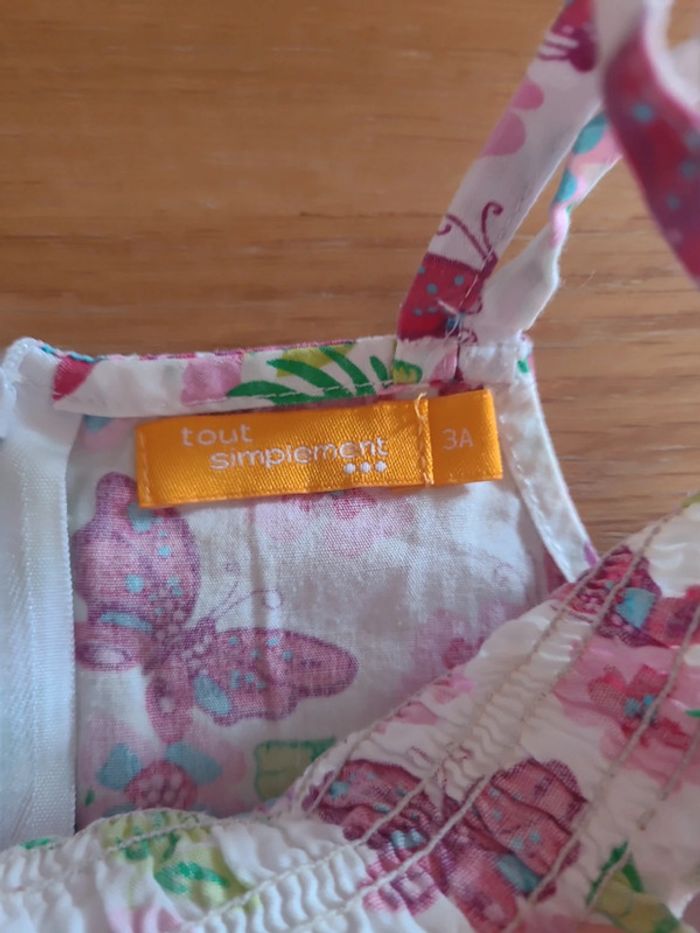 tout
simplement
...
3A